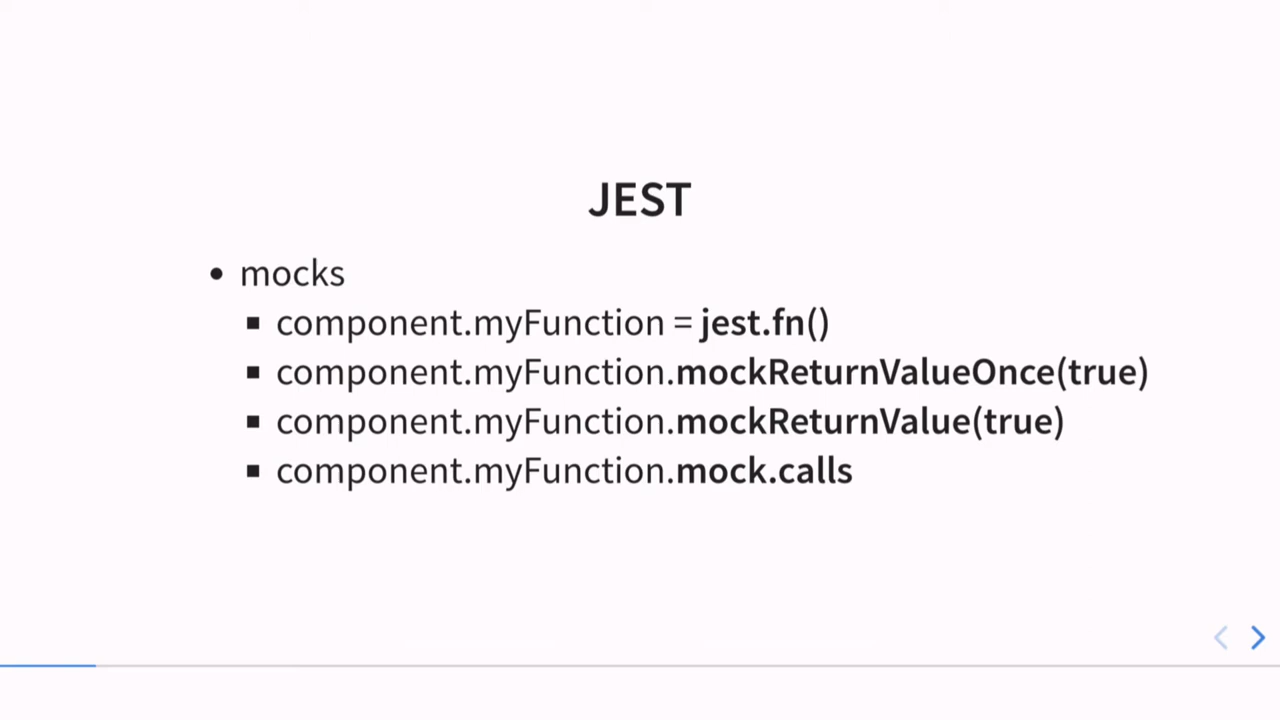 JEST
• mocks
▪ component.myFunction = jest.fn()
▪ component.myFunction.mockReturnValueOnce(true)
▪ component.myFunction.mockReturnValue(true)
▪ component.myFunction.mock.calls